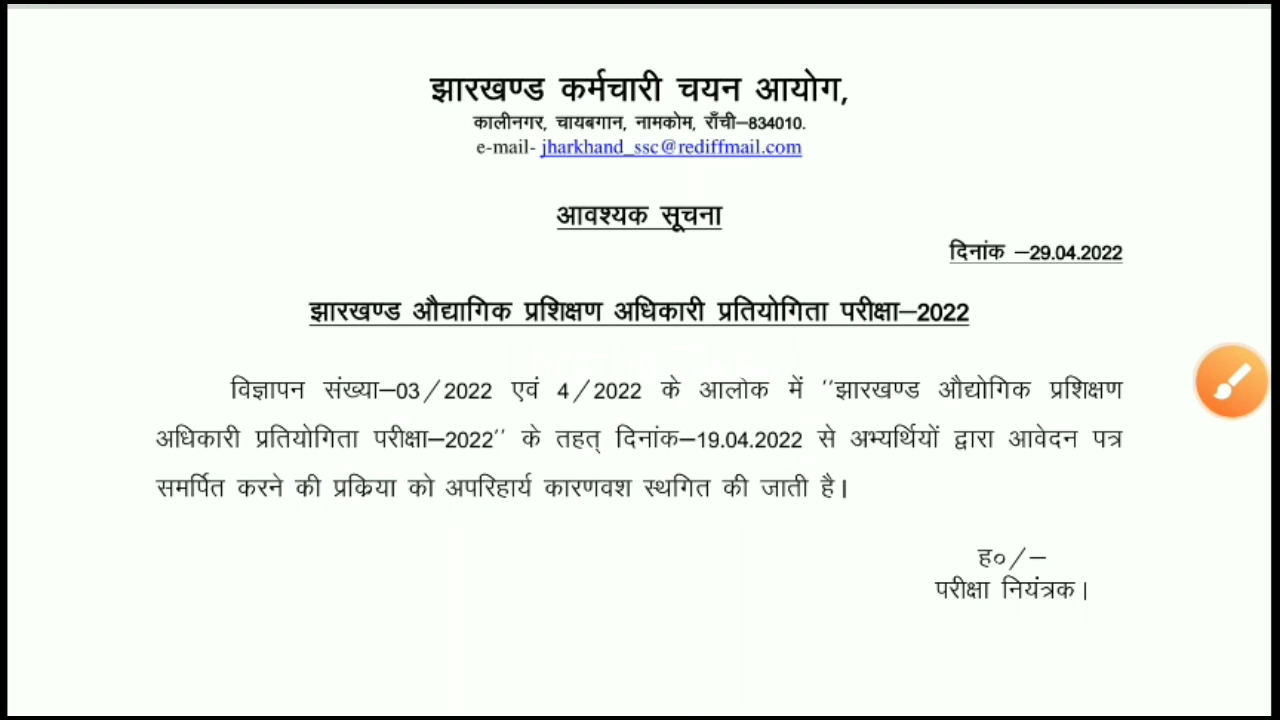 झारखण्ड कर्मचारी चयन आयोग,
कालीनगर, चायबगान, नामकोम, राँची–834010.
e-mail- jharkhand_ssc@rediffmail.com
आवश्यक सूचना
दिनांक –29.04.2022
झारखण्ड औद्यागिक प्रशिक्षण अधिकारी प्रतियोगिता परीक्षा–2022
विज्ञापन संख्या–03/2022 एवं 4/2022 के आलोक में ''झारखण्ड औद्योगिक प्रशिक्षण
अधिकारी प्रतियोगिता परीक्षा–2022'' के तहत् दिनांक–19.04.2022 से अभ्यर्थियों द्वारा आवेदन पत्र
समर्पित करने की प्रक्रिया को अपरिहार्य कारणवश स्थगित की जाती है।
ह०/–
परीक्षा नियंत्रक।